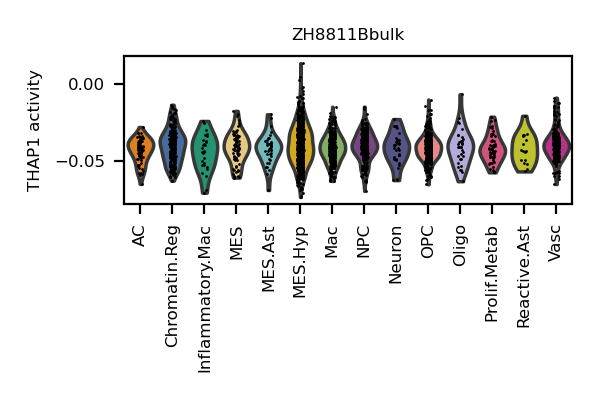 ZH8811Bbulk
THAP1 activity
0.00
−0.05
AC
Chromatin.Reg
Inflammatory.Mac
MES
MES.Ast
MES.Hyp
Mac
NPC
Neuron
OPC
Oligo
Prolif.Metab
Reactive.Ast
Vasc